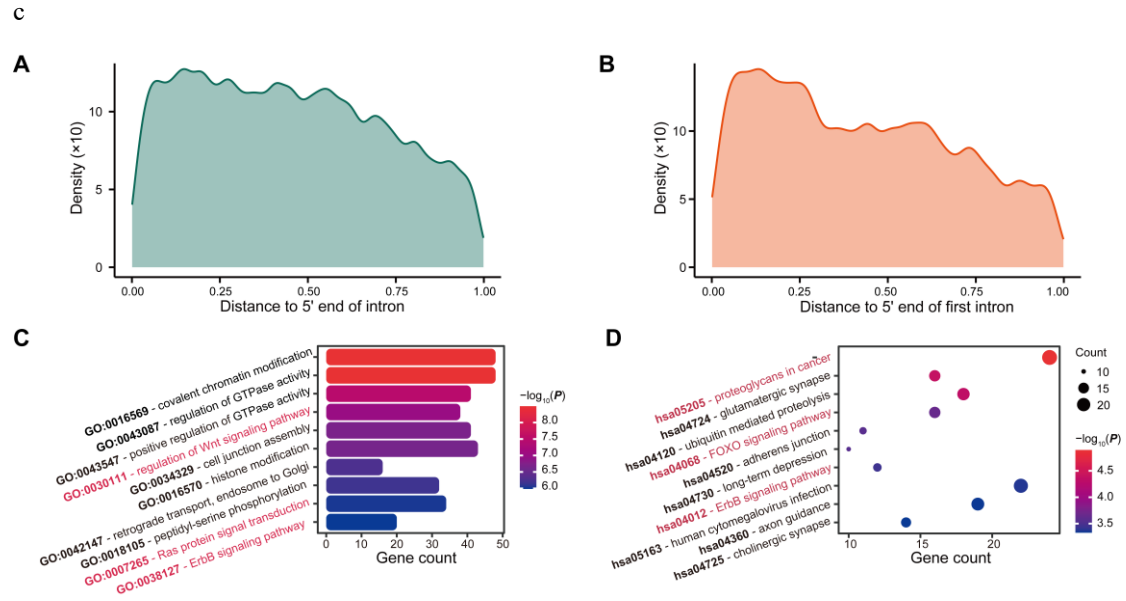 c
A
Density (×10)
10
5
0
0.00
0.25
0.50
0.75
1.00
Distance to 5' end of intron
B
Density (×10)
10
5
0
0.00
0.25
0.50
0.75
1.00
Distance to 5' end of first intron
C
GO:0016569 - covalent chromatin modification
GO:0043087 - regulation of GTPase activity
GO:0043547 - positive regulation of GTPase activity
GO:0030111 - regulation of Wnt signaling pathway
GO:0034329 - cell junction assembly
GO:0016570 - histone modification
GO:0042147 - retrograde transport, endosome to Golgi
GO:0018105 - peptidyl-serine phosphorylation
GO:0007265 - Ras protein signal transduction
GO:0038127 - ErbB signaling pathway
0
10
20
30
40
50
Gene count
−log10(P)
8.0
7.5
7.0
6.5
6.0
D
hsa05205 - proteoglycans in cancer
hsa04724 - glutamatergic synapse
hsa04120 - ubiquitin mediated proteolysis
hsa04068 - FOXO signaling pathway
hsa04520 - adherens junction
hsa04730 - long-term depression
hsa04012 - ErbB signaling pathway
hsa05163 - human cytomegalovirus infection
hsa04360 - axon guidance
hsa04725 - cholinergic synapse
10
20
Gene count
Count
10
15
20
−log10(P)
4.5
4.0
3.5